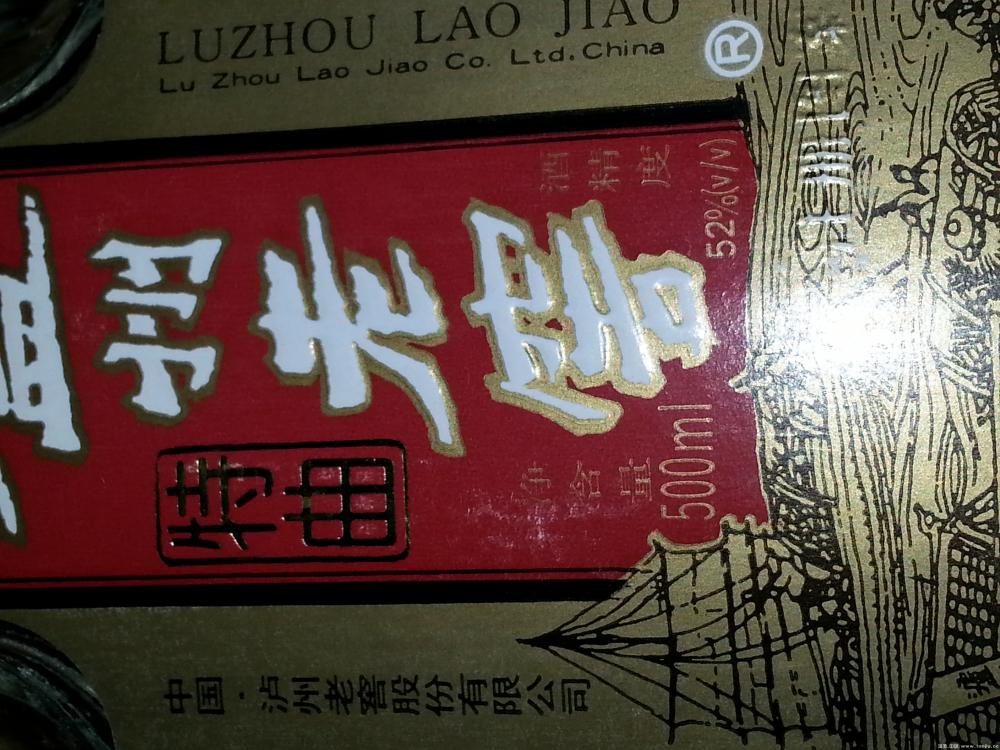 LUZHOU LAO JIAO
Lu Zhou Lao Jiao Co. Ltd. China
®
酒精度
52%(v/v)
州老窖
特曲
净含量
500ml
中国·泸州老窖股份有限公司